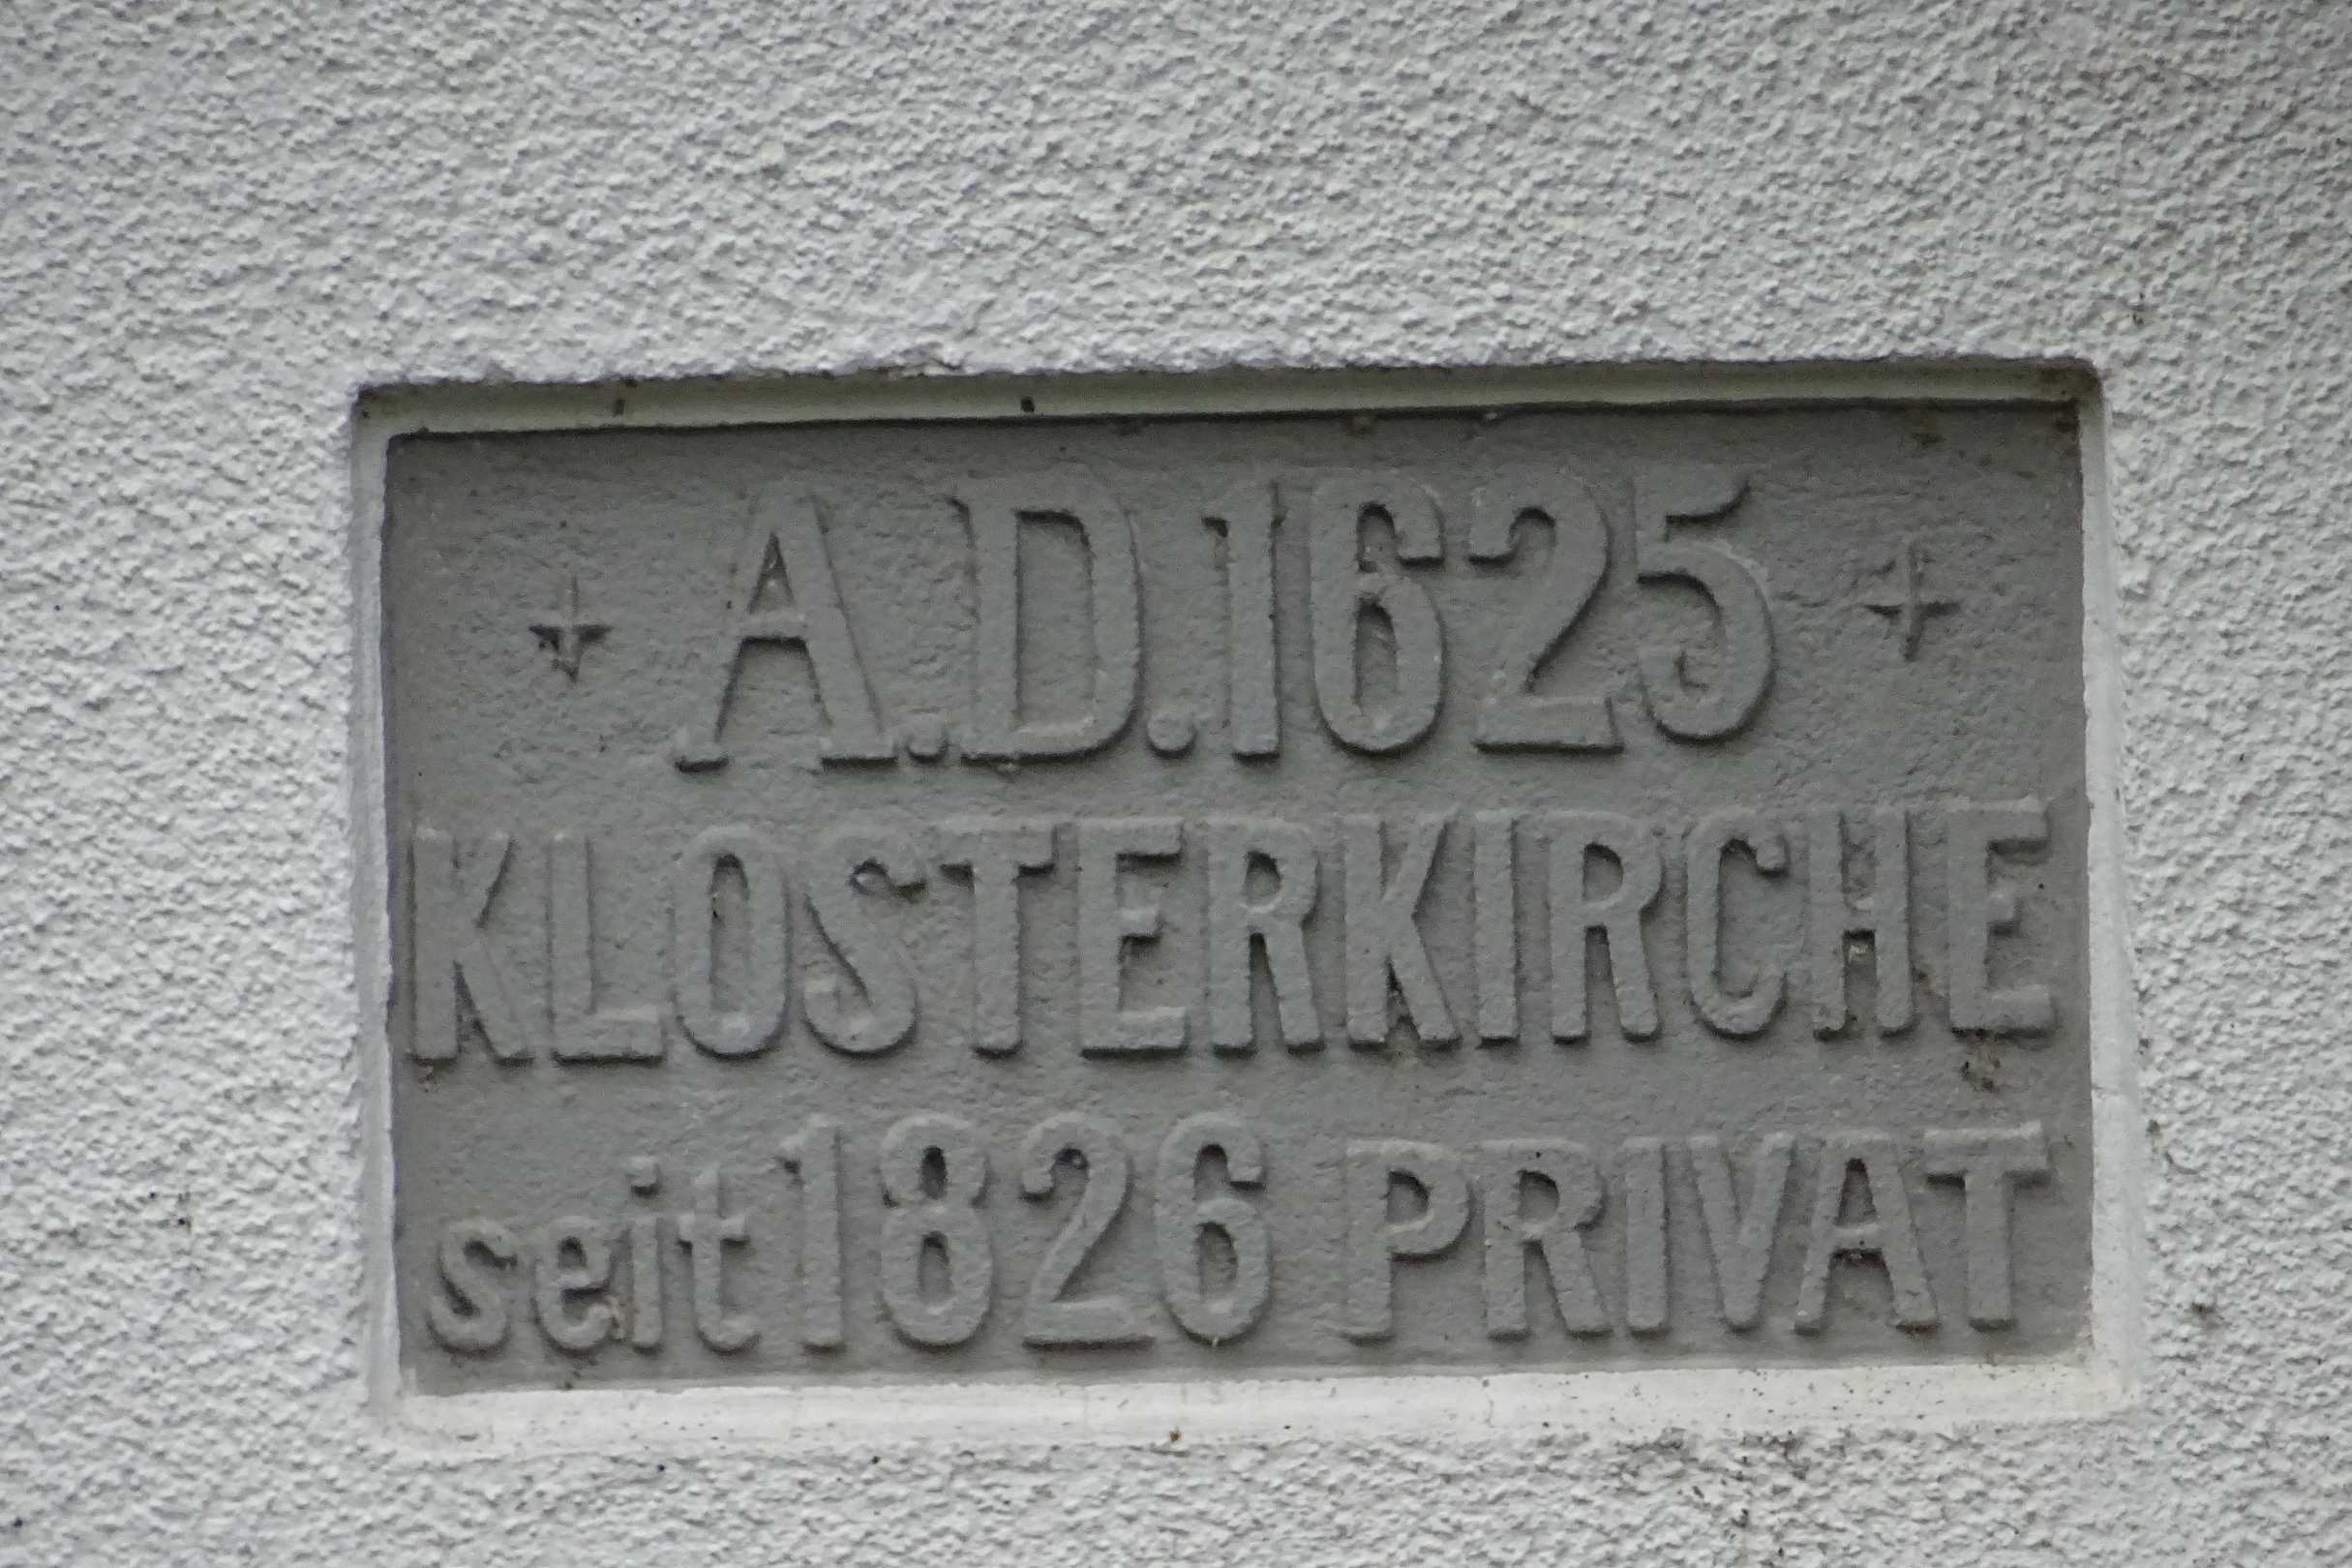 + A.D.1625 +
KLOSTERKIRCHE
seit 1826 PRIVAT